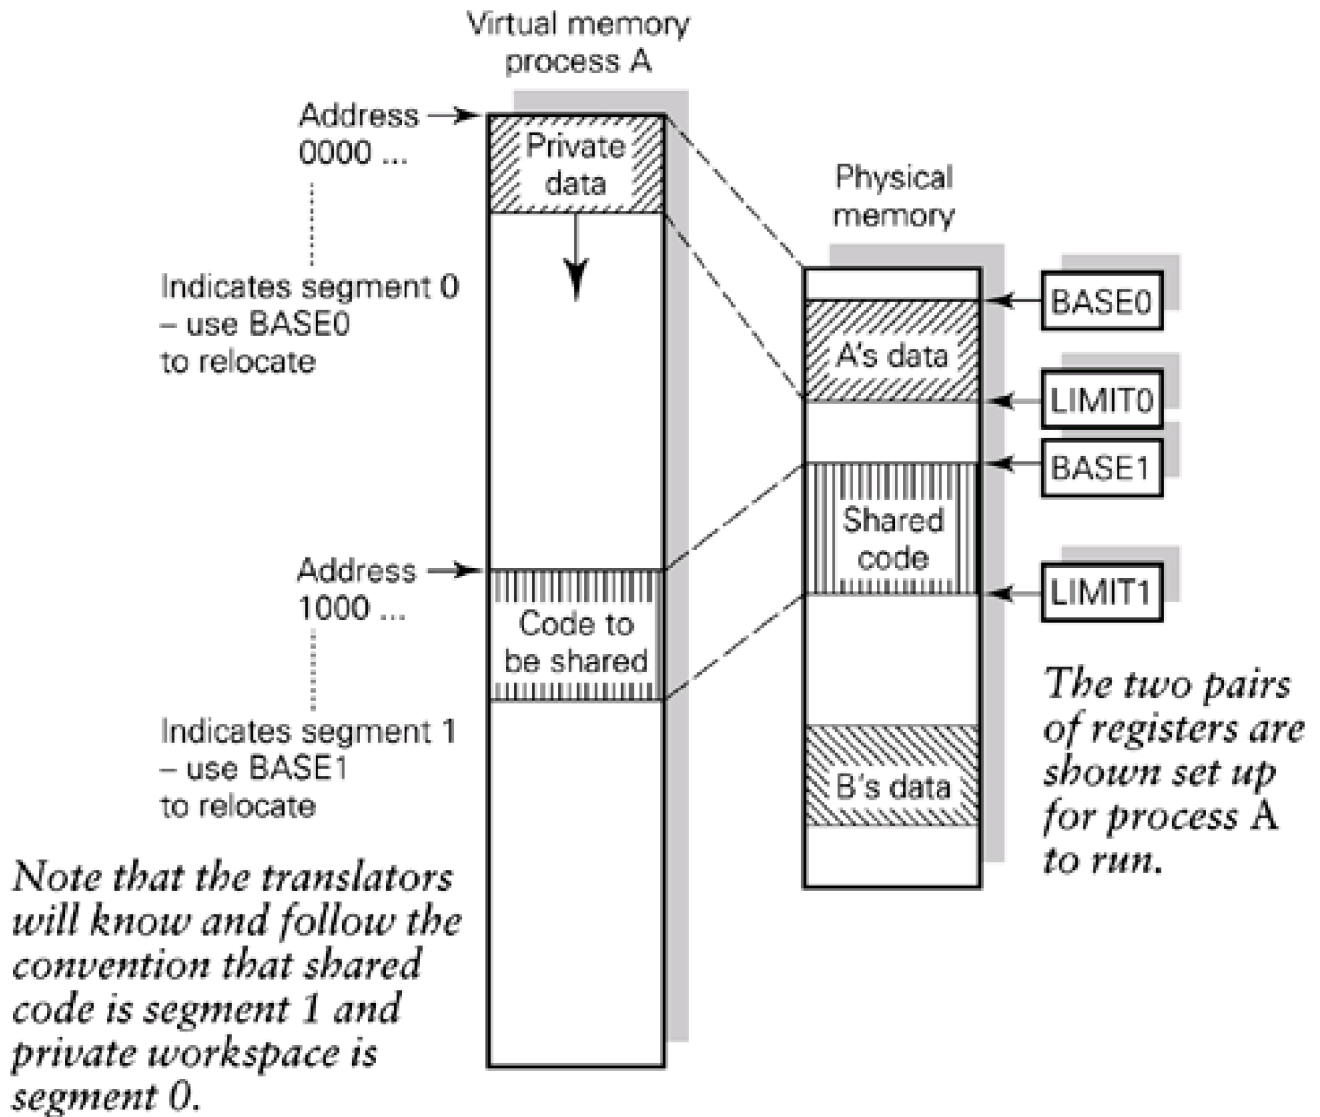 Virtual memory
process A
Address
0000 ...
Private
data
Indicates segment 0
– use BASE0
to relocate
Address
1000 ...
Code to
be shared
Indicates segment 1
– use BASE1
to relocate
Physical
memory
BASE0
A's data
LIMIT0
BASE1
Shared
code
LIMIT1
B's data
The two pairs
of registers are
shown set up
for process A
to run.
Note that the translators
will know and follow the
convention that shared
code is segment 1 and
private workspace is
segment 0.